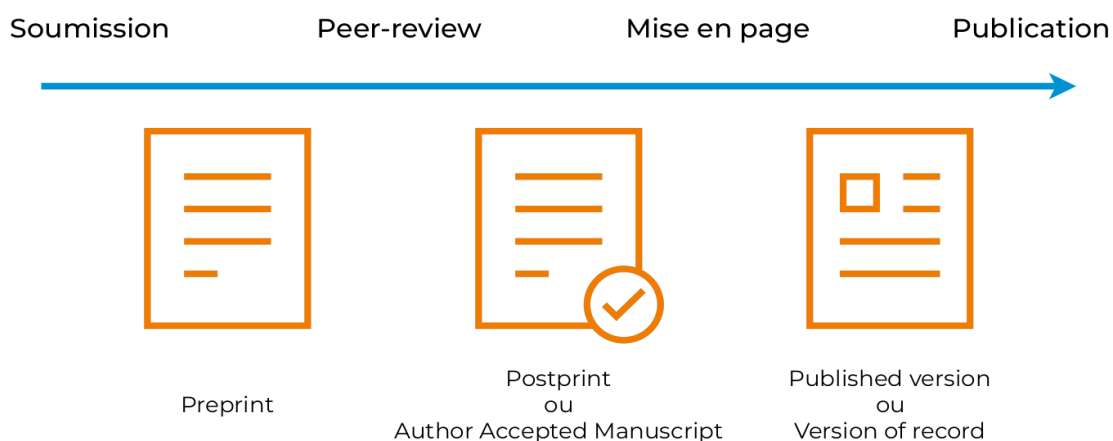 Soumission Peer-review Mise en page Publication
Preprint
Postprint
ou
Author Accepted Manuscript
Published version
ou
Version of record